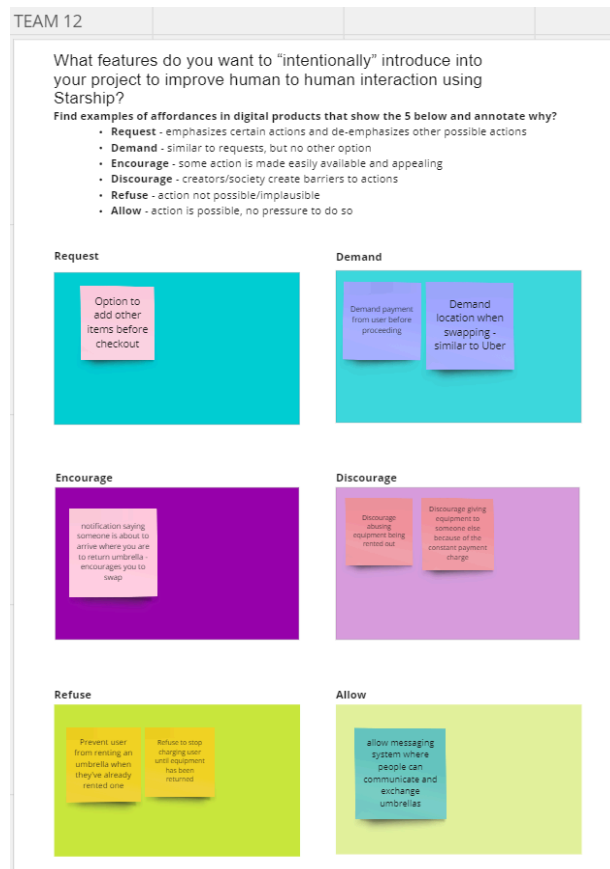 TEAM 12
What features do you want to “intentionally” introduce into
your project to improve human to human interaction using
Starship?
Find examples of affordances in digital products that show the 5 below and annotate why?
• Request - emphasizes certain actions and de-emphasizes other possible actions
• Demand - similar to requests, but no other option
• Encourage - some action is made easily available and appealing
• Discourage - creators/society create barriers to actions
• Refuse - action not possible/implausible
• Allow - action is possible, no pressure to do so
Request
Option to
add other
items before
checkout
Demand
Demand payment
from user before
proceeding
Demand
location when
swapping -
similar to Uber
Encourage
notification saying
someone is about to
arrive where you are
to return umbrella -
encourages you to
swap
Discourage
Discourage
abusing
equipment being
rented out
Discourage giving
equipment to
someone else
because of the
constant payment
charge
Refuse
Prevent user
from renting an
umbrella when
they've already
rented one
Refuse to stop
charging user
until equipment
has been
returned
Allow
allow messaging
system where
people can
communicate and
exchange
umbrellas